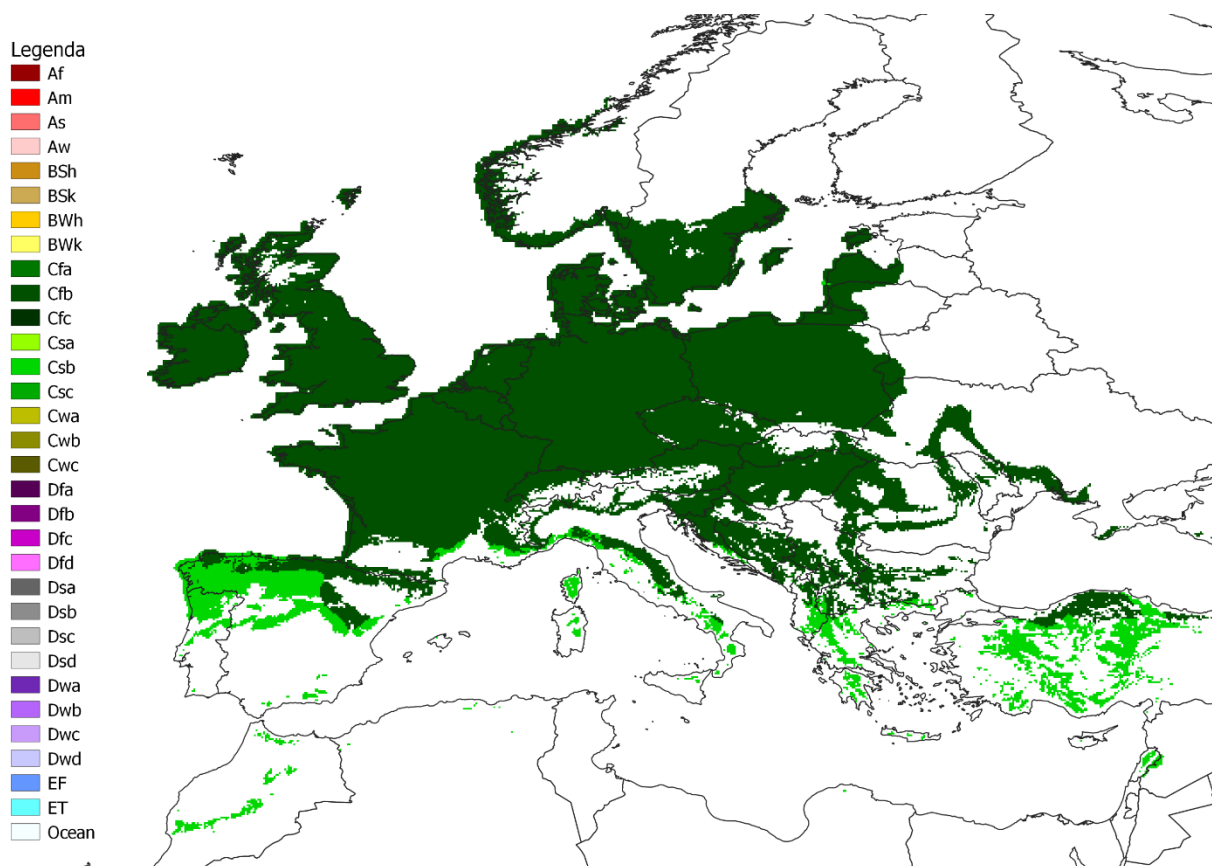 Legenda
Af
Am
As
Aw
BSh
BSk
BWh
BWk
Cfa
Cfb
Cfc
Csa
Csb
Csc
Cwa
Cwb
Cwc
Dfa
Dfb
Dfc
Dfd
Dsa
Dsb
Dsc
Dsd
Dwa
Dwb
Dwc
Dwd
EF
ET
Ocean